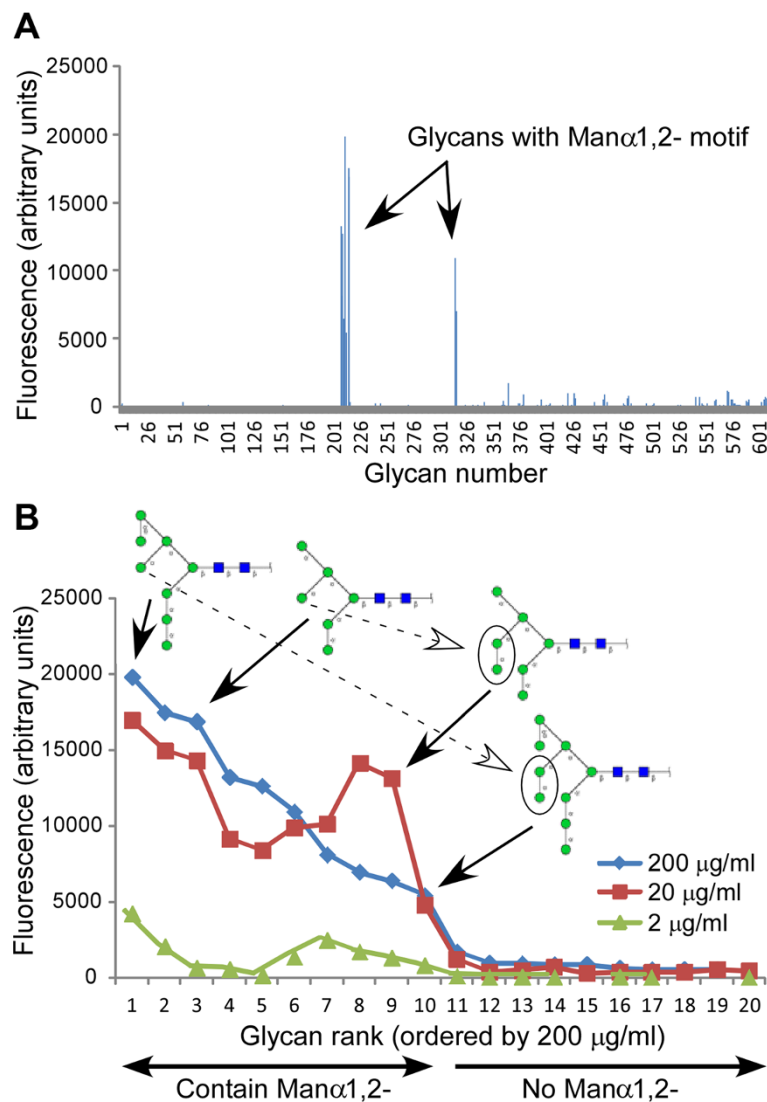 A
Fluorescence (arbitrary units)
25000
20000
15000
10000
5000
0
Glycans with Manα1,2- motif
1 26 51 76 101 126 151 176 201 226 251 276 301 326 351 376 401 426 451 476 501 526 551 576 601
Glycan number
B
Fluorescence (arbitrary units)
25000
20000
15000
10000
5000
0
200 µg/ml
20 µg/ml
2 µg/ml
1 2 3 4 5 6 7 8 9 10 11 12 13 14 15 16 17 18 19 20
Glycan rank (ordered by 200 µg/ml)
Contain Manα1,2-
No Manα1,2-